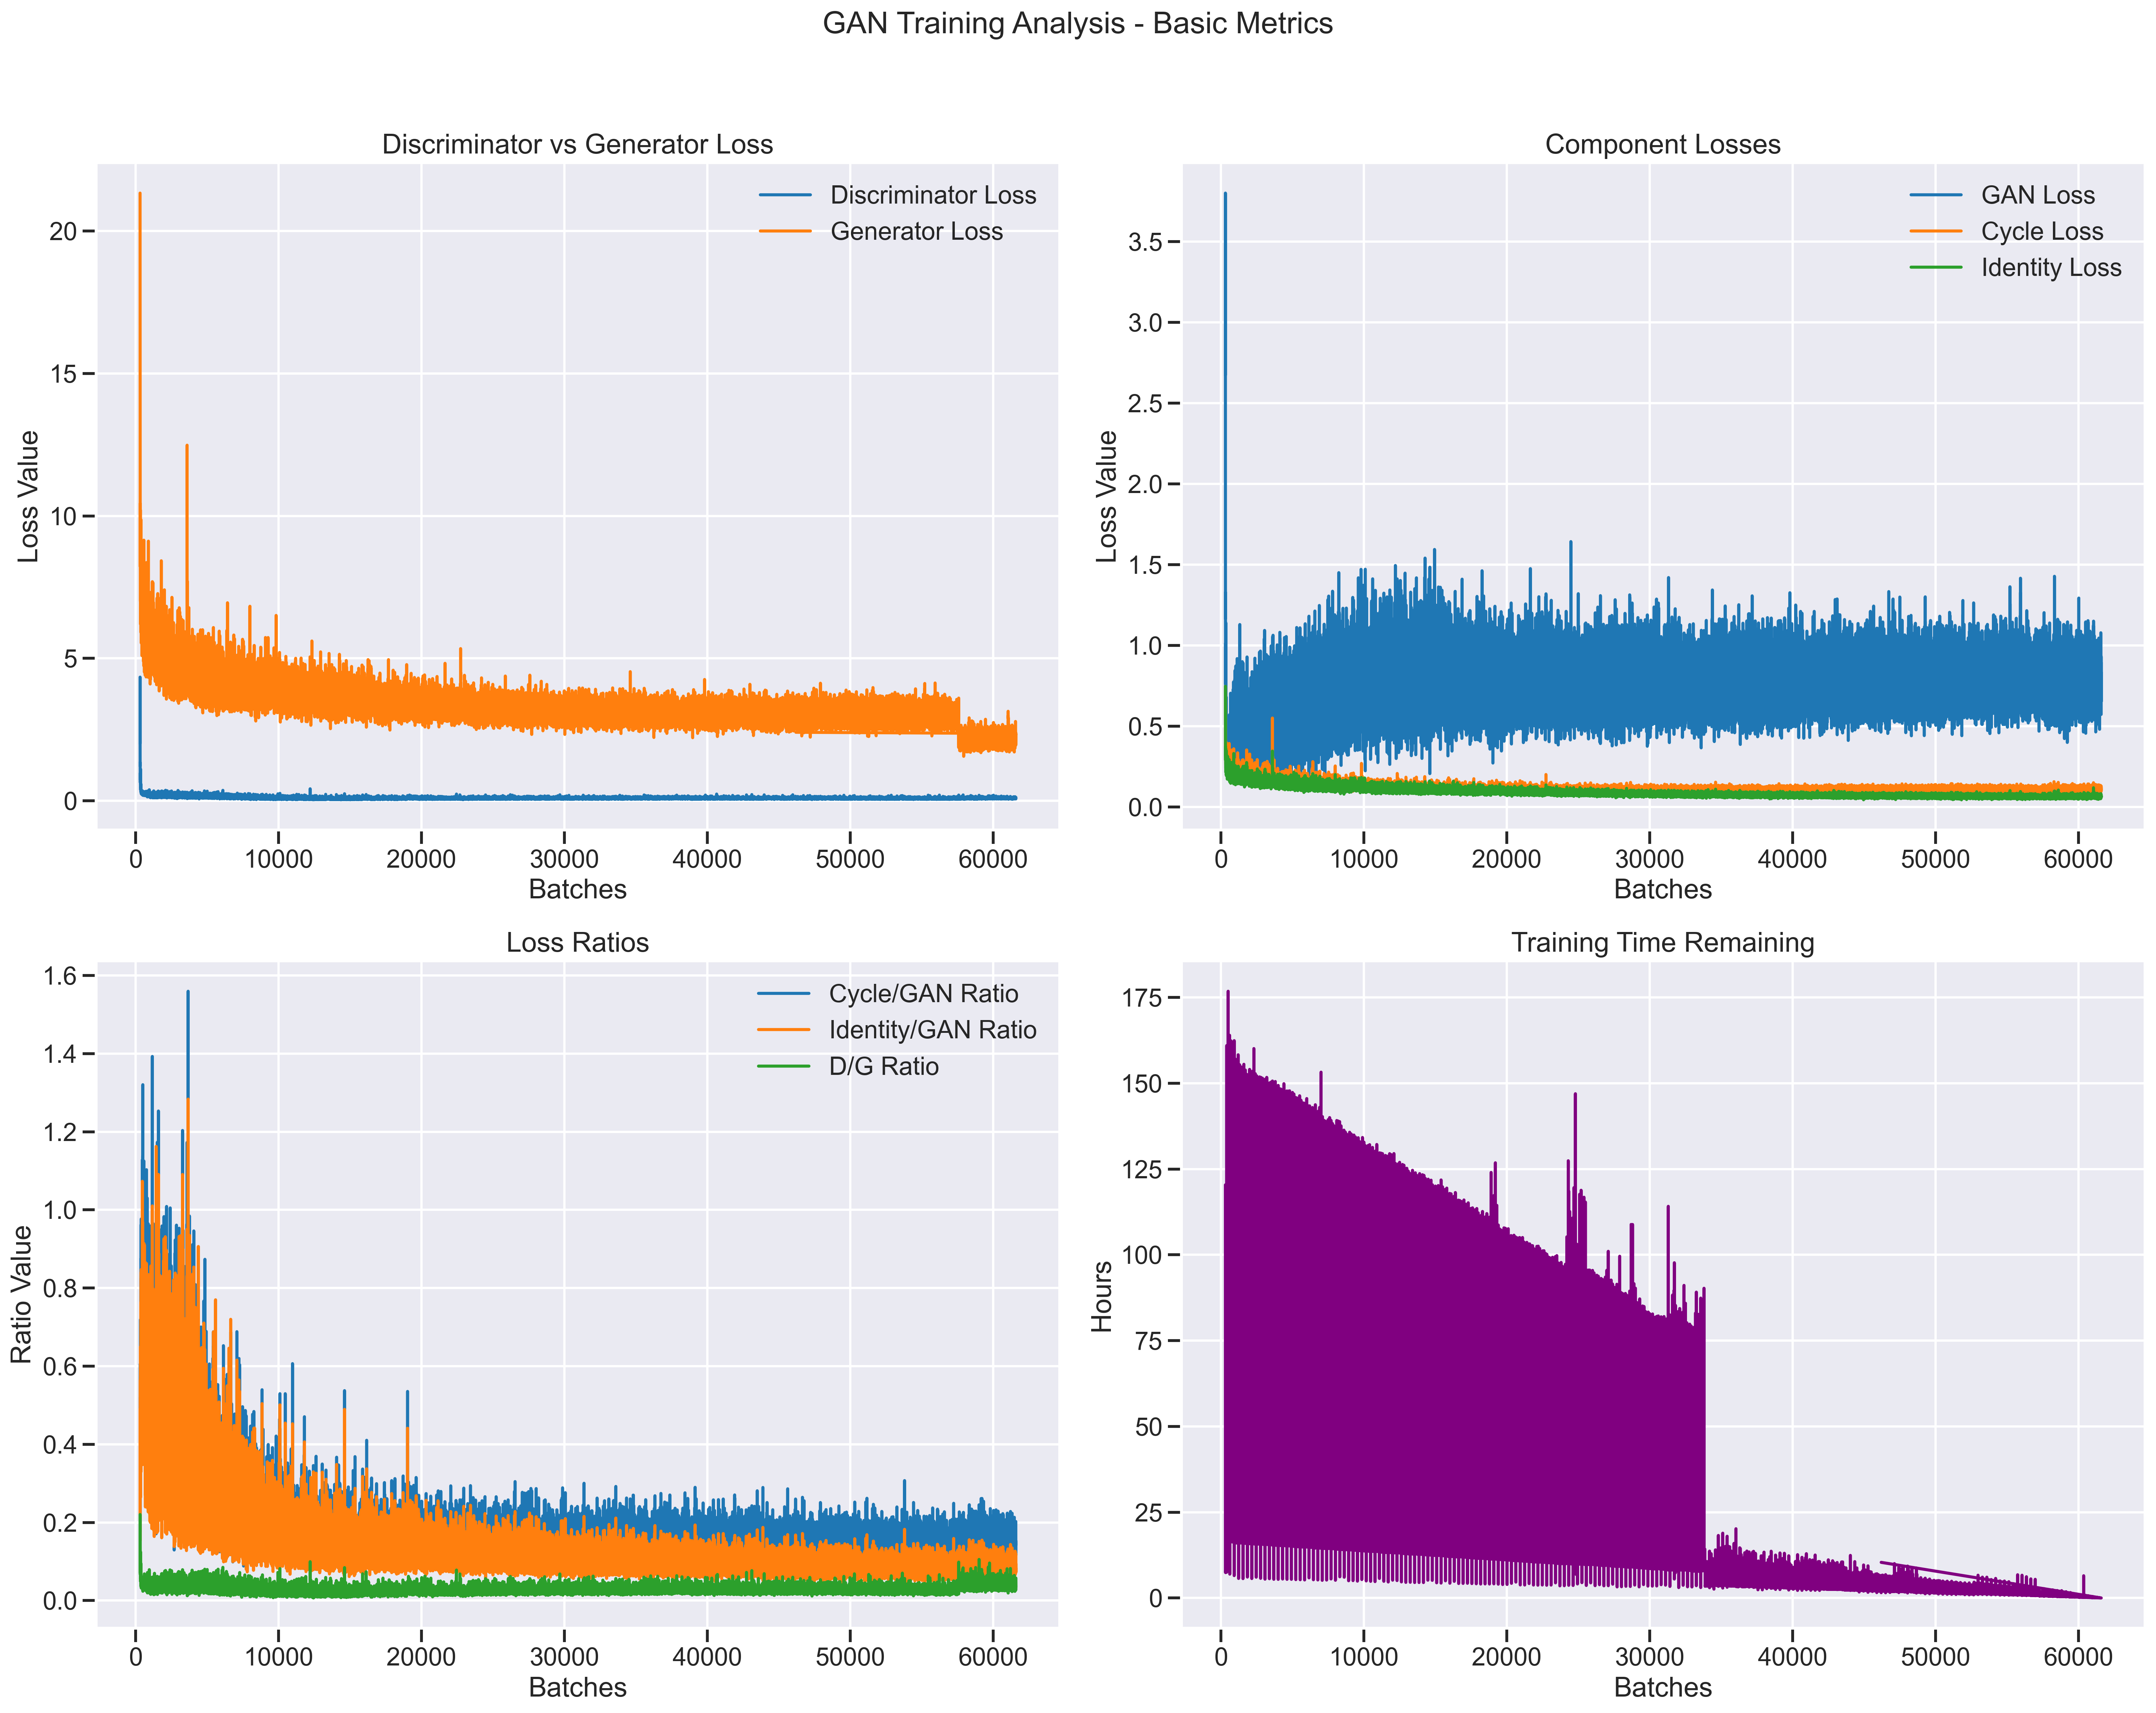 GAN Training Analysis - Basic Metrics
Discriminator vs Generator Loss
Discriminator Loss
Generator Loss
20
15
10
5
0
Loss Value
0 10000 20000 30000 40000 50000 60000
Batches
Component Losses
GAN Loss
Cycle Loss
Identity Loss
3.5
3.0
2.5
2.0
1.5
1.0
0.5
0.0
Loss Value
0 10000 20000 30000 40000 50000 60000
Batches
Loss Ratios
Cycle/GAN Ratio
Identity/GAN Ratio
D/G Ratio
1.6
1.4
1.2
1.0
0.8
0.6
0.4
0.2
0.0
Ratio Value
0 10000 20000 30000 40000 50000 60000
Batches
Training Time Remaining
175
150
125
100
75
50
25
0
Hours
0 10000 20000 30000 40000 50000 60000
Batches